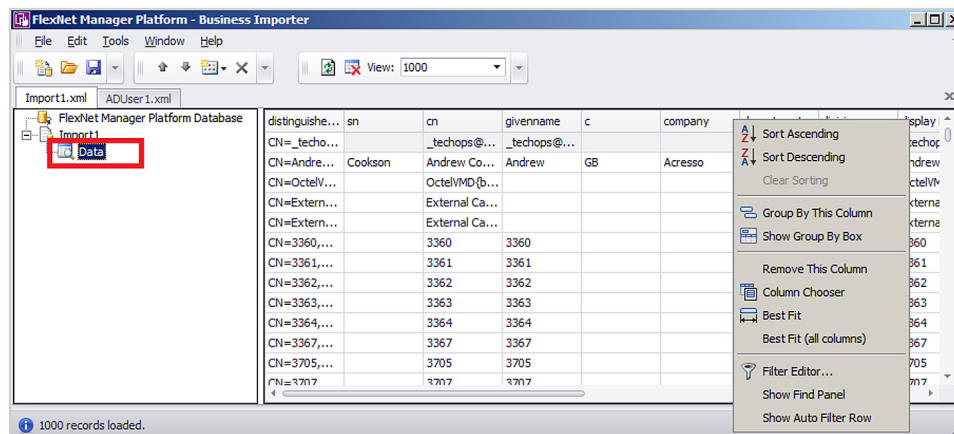 FlexNet Manager Platform - Business Importer
File Edit Tools Window Help
View: 1000
Import1.xml ADUser1.xml
FlexNet Manager Platform Database
Import1
Data
distinguishe... sn cn givenname c company
CN=_techo... _techops@... _techops@...
CN=Andre... Cookson Andrew Co... Andrew GB Acresso
CN=OctelV... OctelVMD{b...
CN=Extern... External Ca...
CN=Extern... External Ca...
CN=3360,... 3360 3360
CN=3361,... 3361 3361
CN=3362,... 3362 3362
CN=3363,... 3363 3363
CN=3364,... 3364 3364
CN=3367,... 3367 3367
CN=3705,... 3705 3705
CN=3707 3707 3707
Sort Ascending
Sort Descending
Clear Sorting
Group By This Column
Show Group By Box
Remove This Column
Column Chooser
Best Fit
Best Fit (all columns)
Filter Editor...
Show Find Panel
Show Auto Filter Row
1000 records loaded.